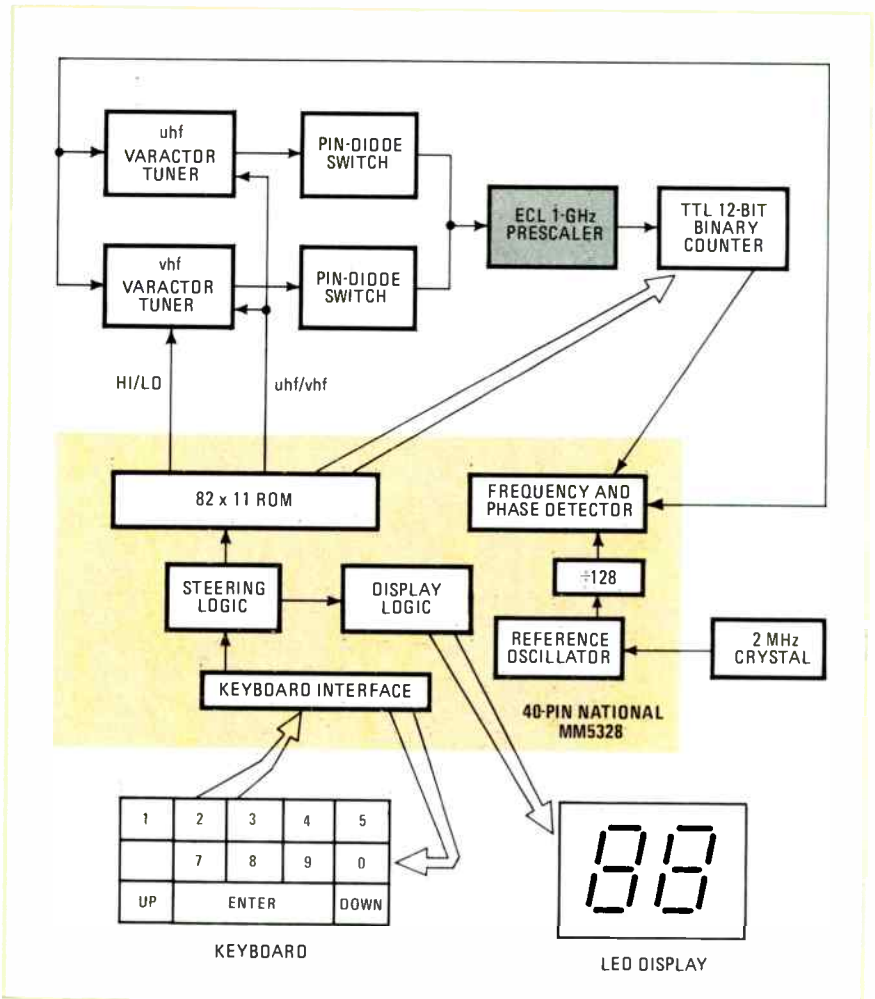 uhf
VARACTOR
TUNER
PIN-DIODE
SWITCH
ECL 1-GHz
PRESCALER
TTL 12-BIT
BINARY
COUNTER
vhf
VARACTOR
TUNER
PIN-DIODE
SWITCH
HI/LO
uhf/vhf
82 x 11 ROM
FREQUENCY AND
PHASE DETECTOR
÷128
STEERING
LOGIC
DISPLAY
LOGIC
REFERENCE
OSCILLATOR
2 MHz
CRYSTAL
KEYBOARD INTERFACE
40-PIN NATIONAL
MM5328
1 2 3 4 5
7 8 9 0
UP ENTER DOWN
88
KEYBOARD
LED DISPLAY